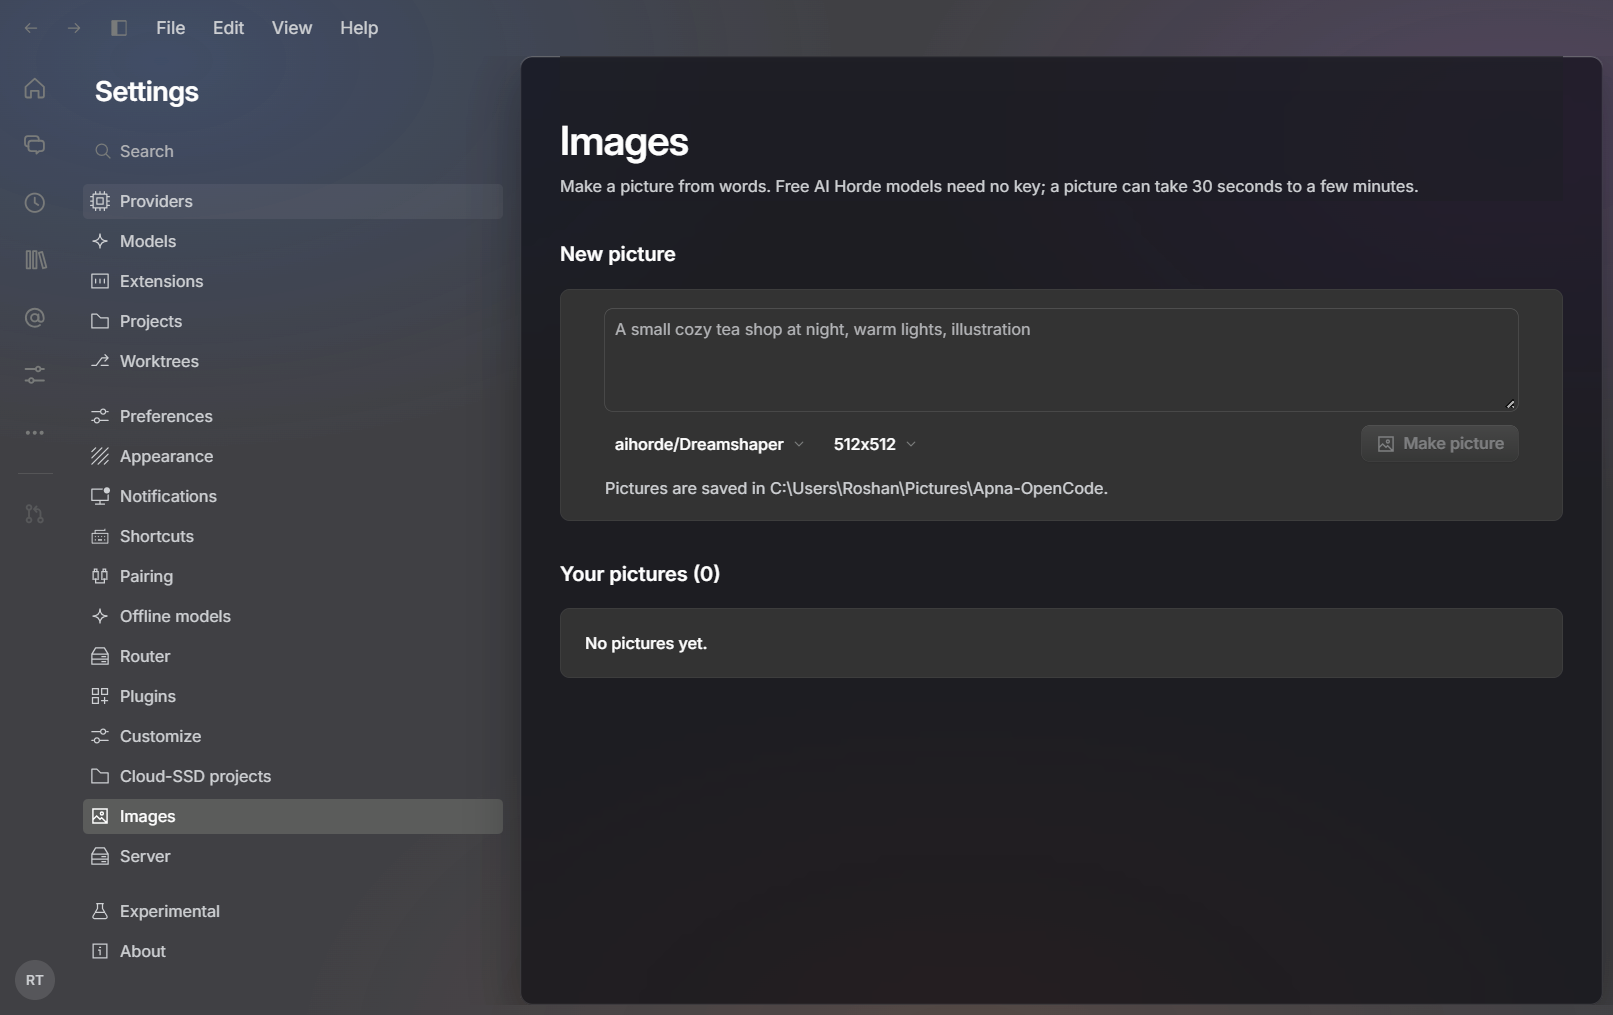 File Edit View Help
Settings
Search
Providers
Models
Extensions
Projects
Worktrees
Preferences
Appearance
Notifications
Shortcuts
Pairing
Offline models
Router
Plugins
Customize
Cloud-SSD projects
Images
Server
Experimental
About
RT
Images
Make a picture from words. Free AI Horde models need no key; a picture can take 30 seconds to a few minutes.
New picture
A small cozy tea shop at night, warm lights, illustration
aihorde/Dreamshaper 512x512 Make picture
Pictures are saved in C:\Users\Roshan\Pictures\Apna-OpenCode.
Your pictures (0)
No pictures yet.